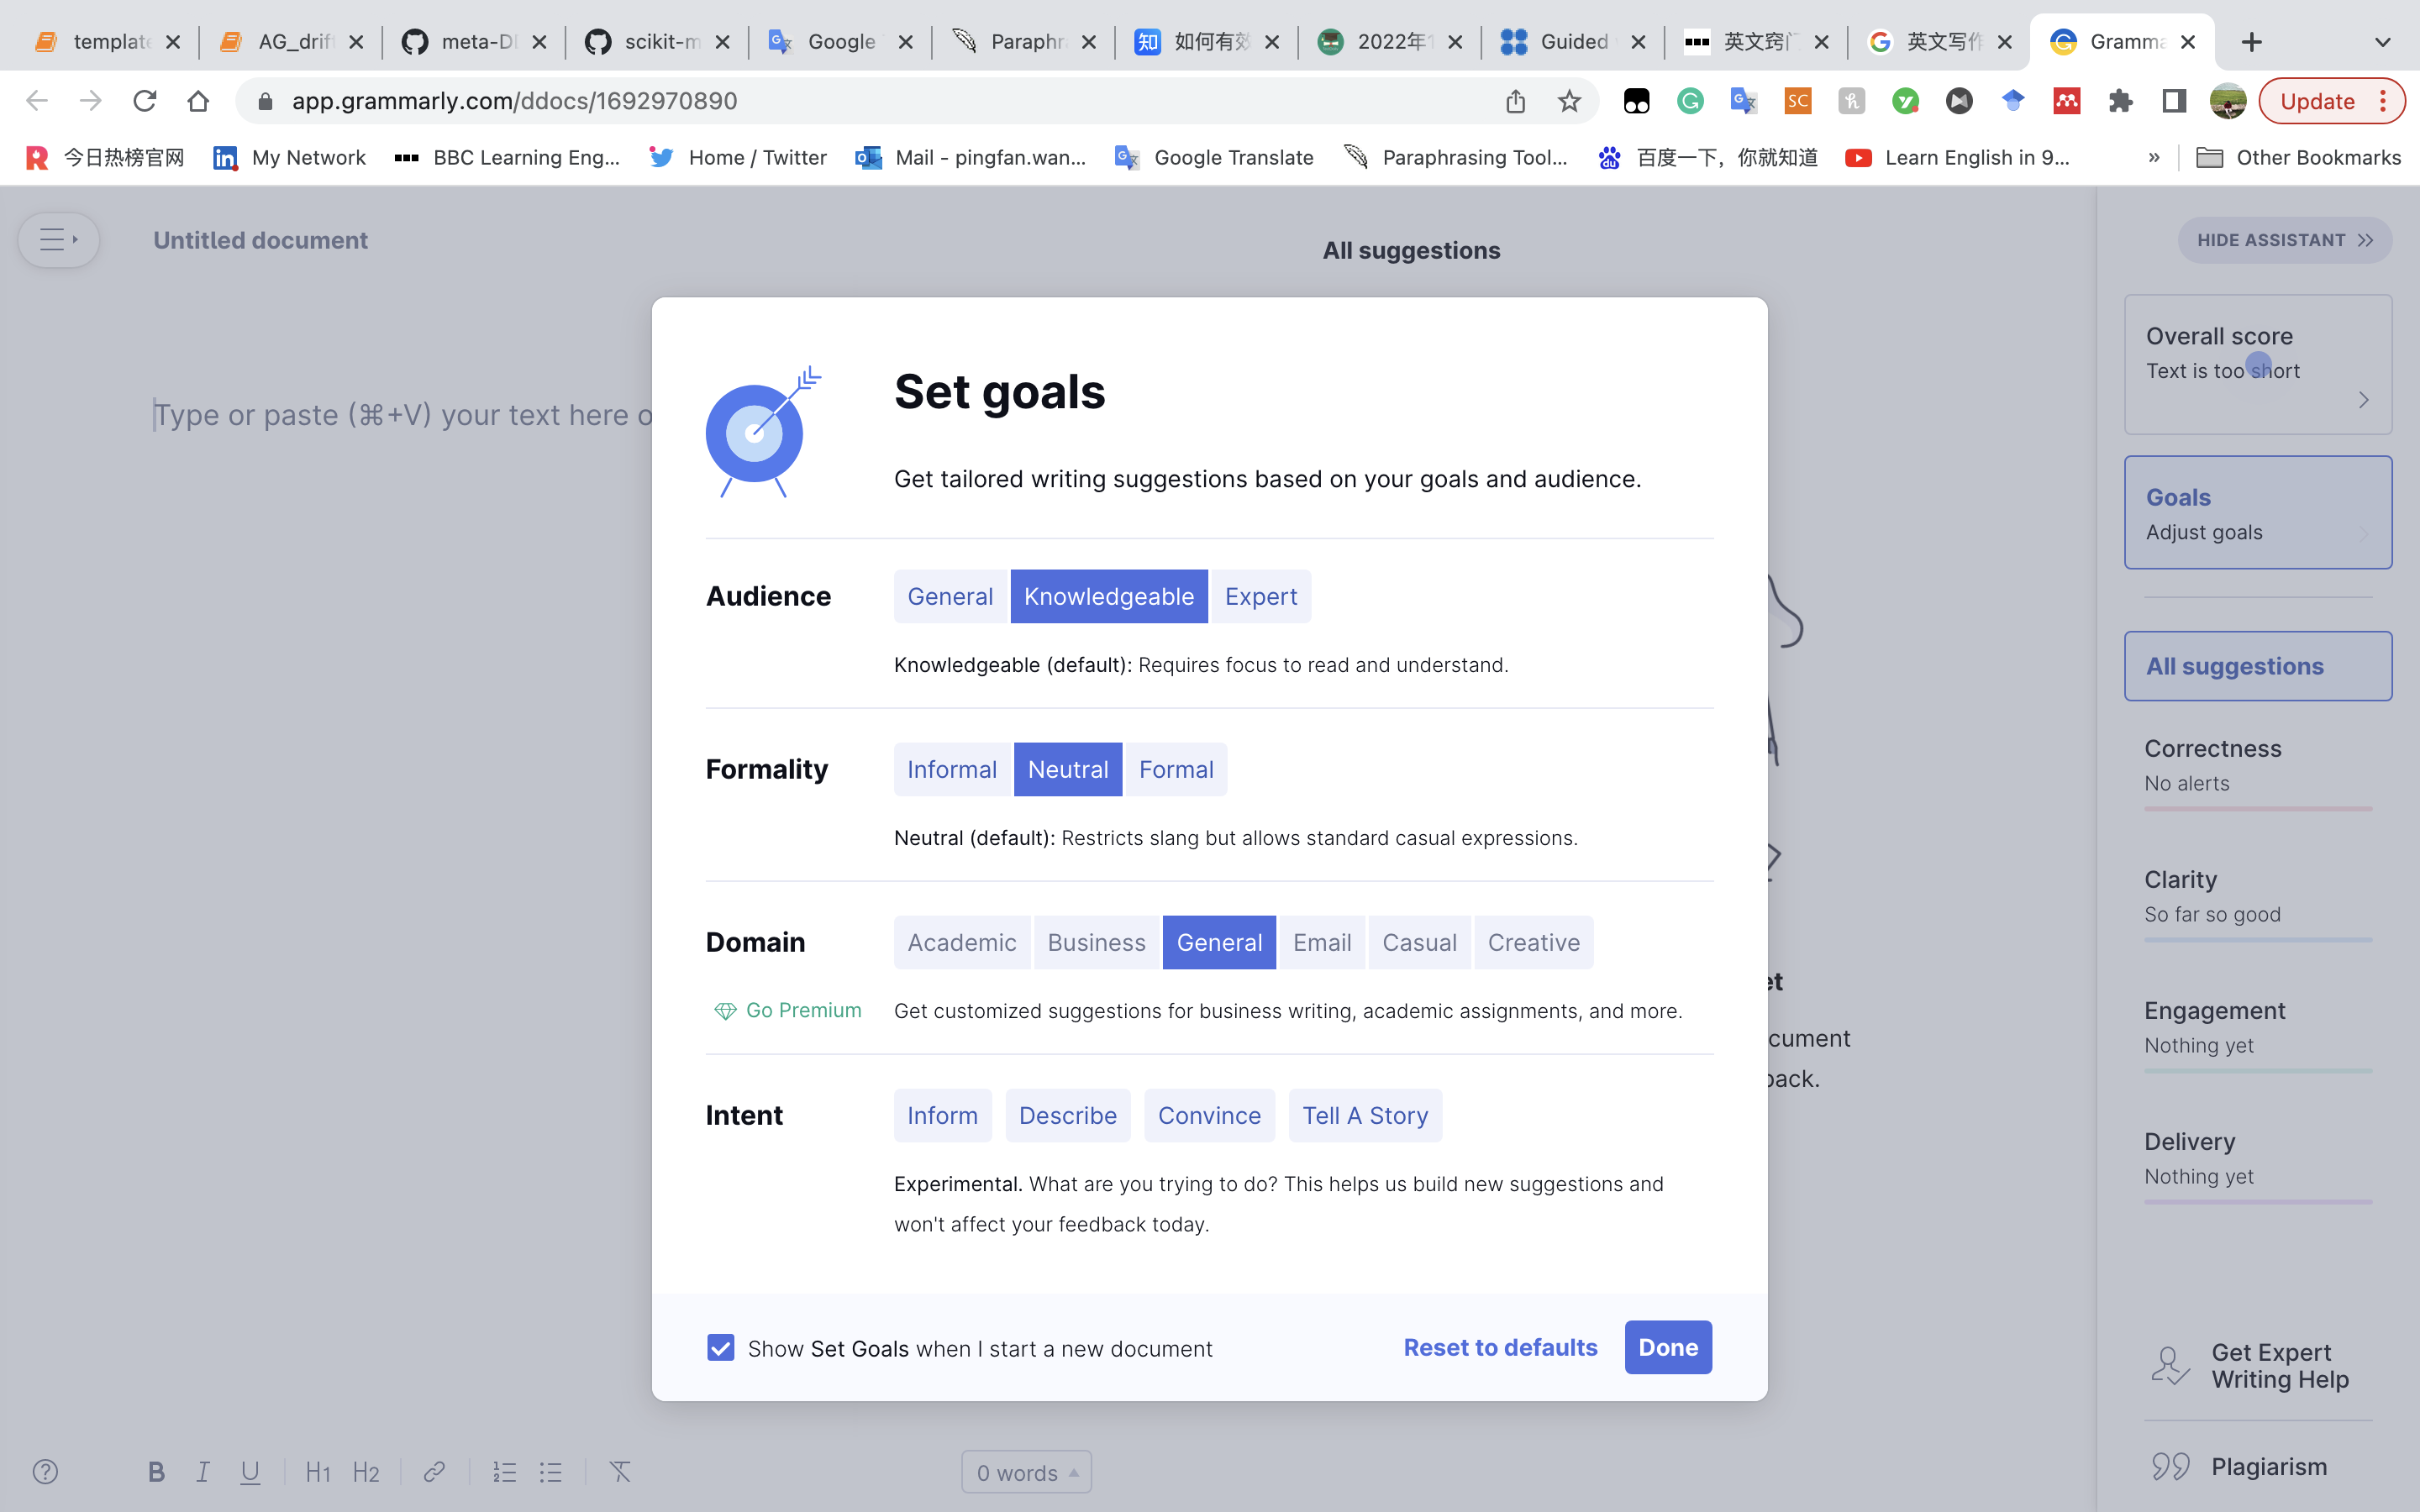 template AG_drif meta-D scikit-m Google Paraphr 如何有效 2022年 Guided 英文窍门 英文写作 Gramma
app.grammarly.com/ddocs/1692970890 Update
今日热榜官网 My Network BBC Learning Eng... Home / Twitter Mail - pingfan.wan... Google Translate Paraphrasing Tool... 百度一下，你就知道 Learn English in 9... » Other Bookmarks
Untitled document
All suggestions
HIDE ASSISTANT
Type or paste (⌘+V) your text here o
Set goals
Get tailored writing suggestions based on your goals and audience.
Audience
General Knowledgeable Expert
Knowledgeable (default): Requires focus to read and understand.
Formality
Informal Neutral Formal
Neutral (default): Restricts slang but allows standard casual expressions.
Domain
Academic Business General Email Casual Creative
Go Premium
Get customized suggestions for business writing, academic assignments, and more.
Intent
Inform Describe Convince Tell A Story
Experimental. What are you trying to do? This helps us build new suggestions and
won't affect your feedback today.
Show Set Goals when I start a new document
Reset to defaults
Done
et
cument
back.
Overall score
Text is too short
Goals
Adjust goals
All suggestions
Correctness
No alerts
Clarity
So far so good
Engagement
Nothing yet
Delivery
Nothing yet
Get Expert
Writing Help
Plagiarism
B I U H1 H2
0 words